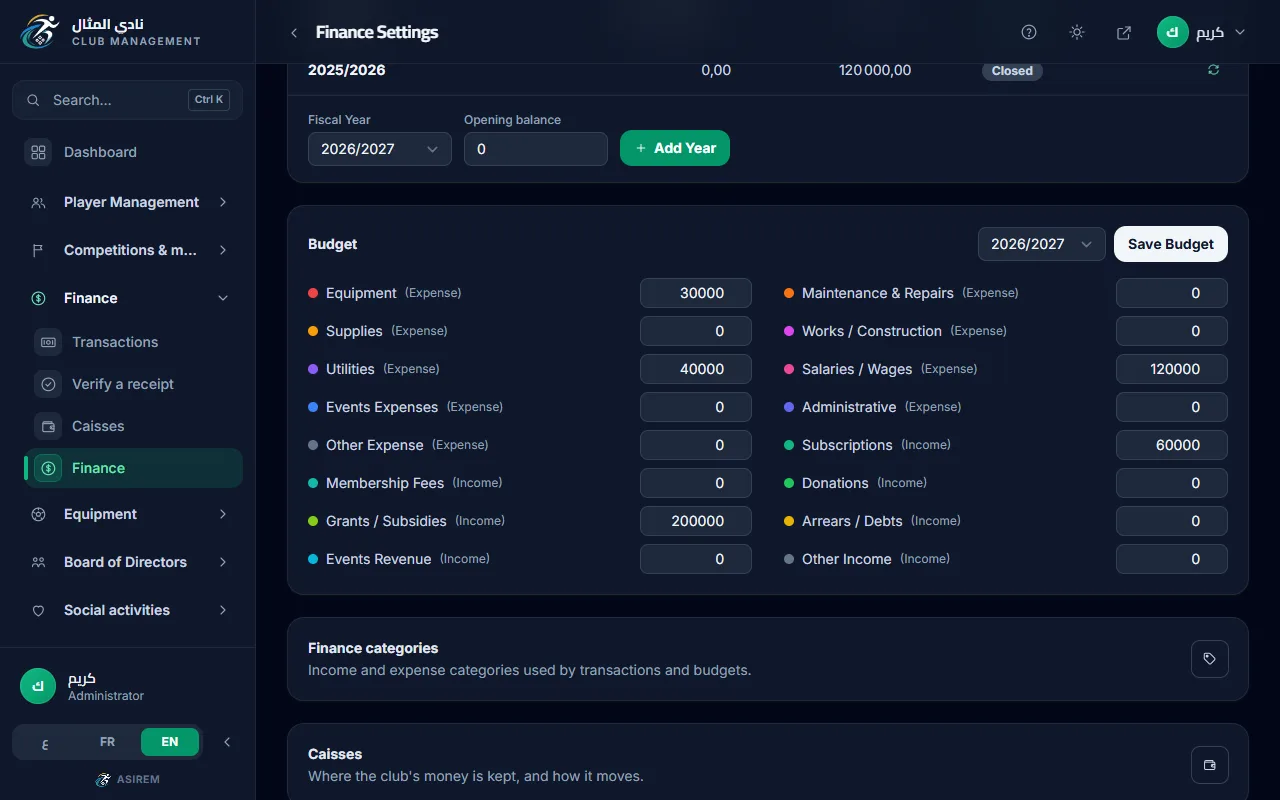 نادي المثال
CLUB MANAGEMENT
Search...
Ctrl K
Dashboard
Player Management
Competitions & m...
Finance
Transactions
Verify a receipt
Caisses
Finance
Equipment
Board of Directors
Social activities
ك
كريم
Administrator
ع
FR
EN
ASIREM
Finance Settings
ك
كريم
2025/2026 0,00 120 000,00 Closed
Fiscal Year Opening balance
2026/2027 0 + Add Year
Budget 2026/2027 Save Budget
Equipment (Expense) 30000 Maintenance & Repairs (Expense) 0
Supplies (Expense) 0 Works / Construction (Expense) 0
Utilities (Expense) 40000 Salaries / Wages (Expense) 120000
Events Expenses (Expense) 0 Administrative (Expense) 0
Other Expense (Expense) 0 Subscriptions (Income) 60000
Membership Fees (Income) 0 Donations (Income) 0
Grants / Subsidies (Income) 200000 Arrears / Debts (Income) 0
Events Revenue (Income) 0 Other Income (Income) 0
Finance categories
Income and expense categories used by transactions and budgets.
Caisses
Where the club's money is kept, and how it moves.